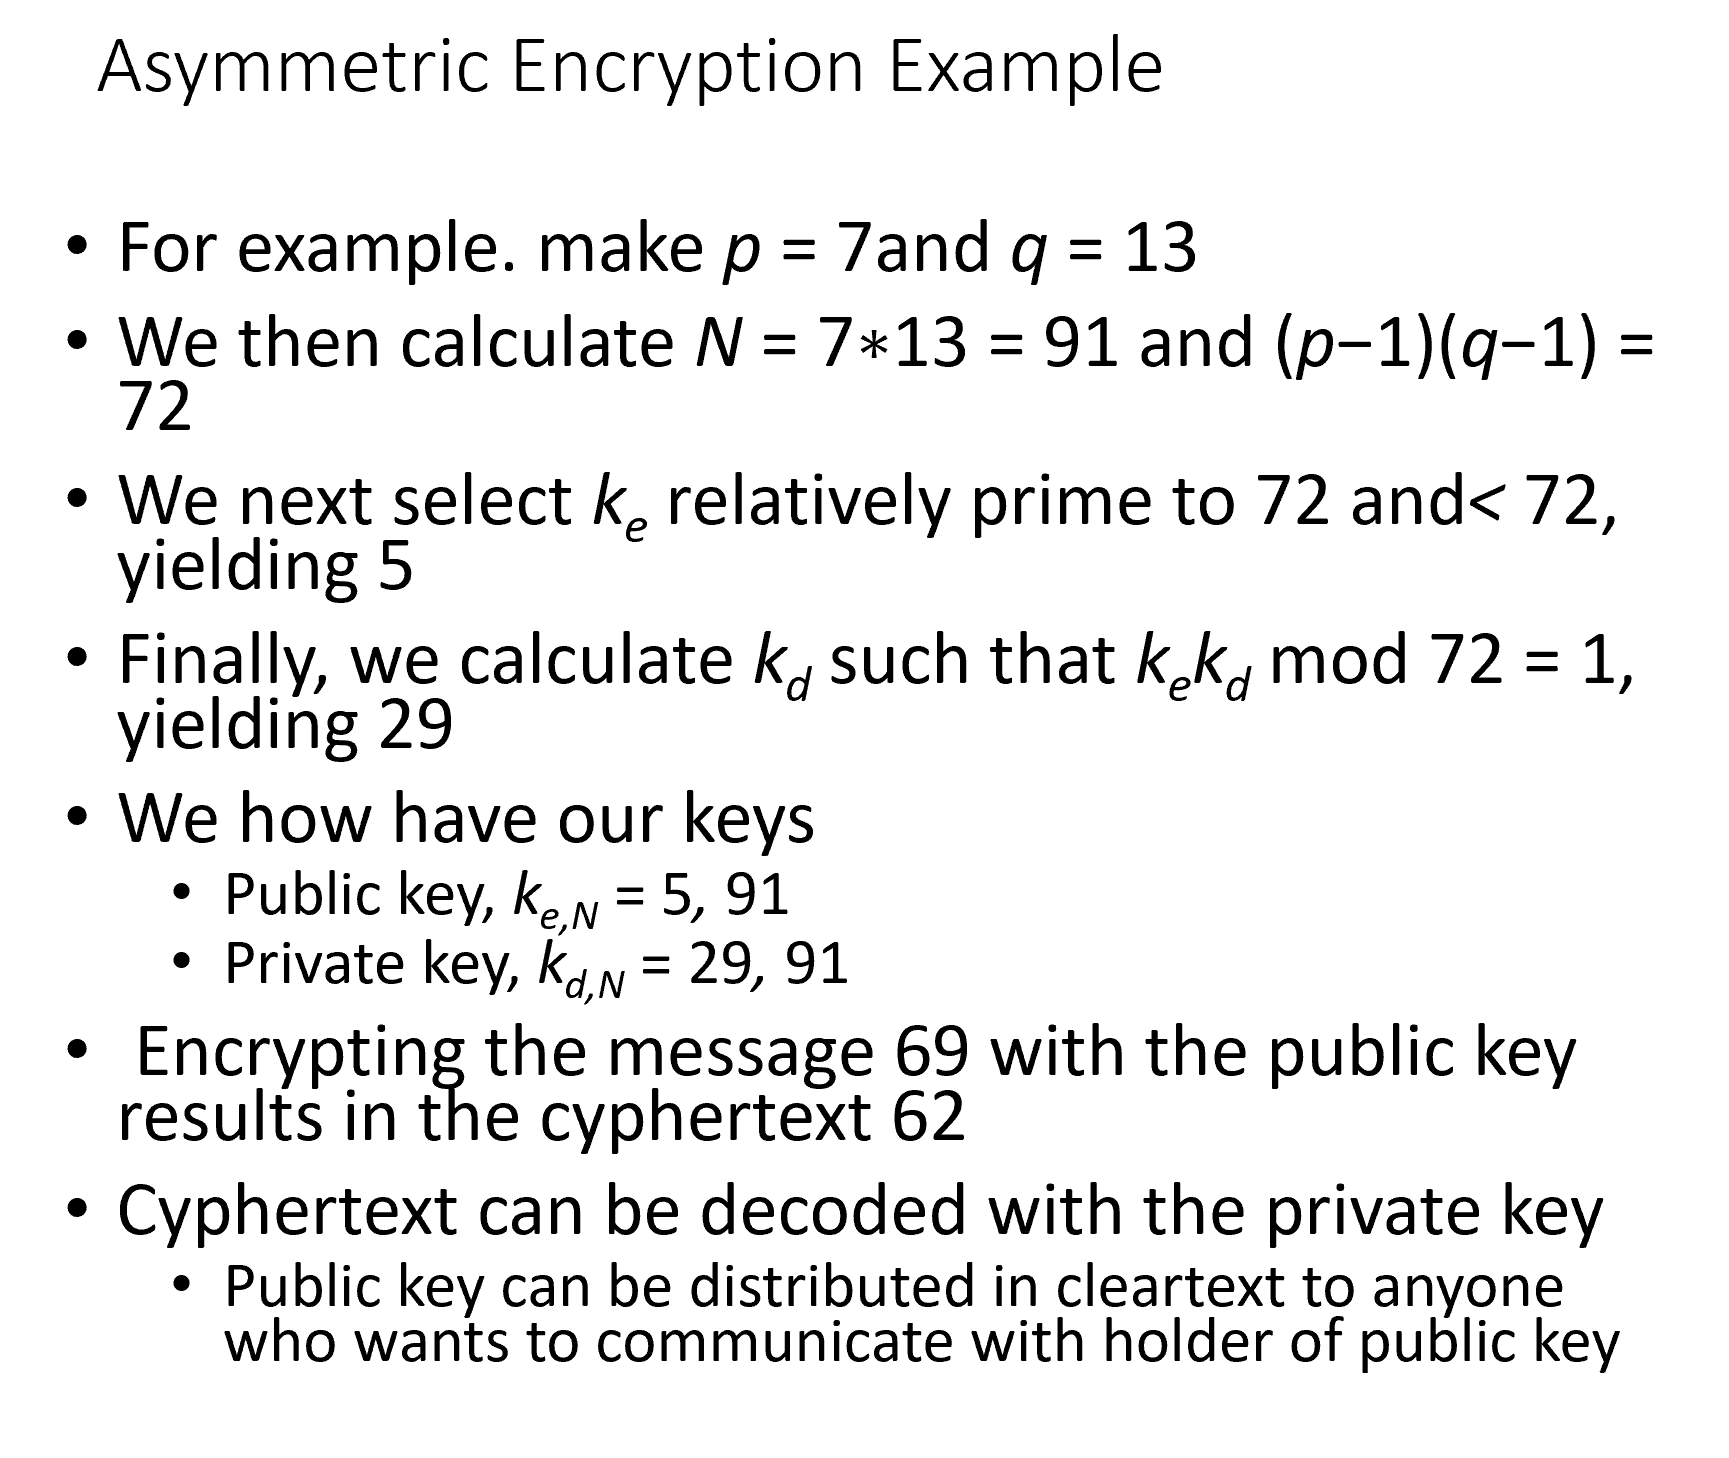 Asymmetric Encryption Example
• For example. make p = 7and q = 13
• We then calculate N = 7∗13 = 91 and (p−1)(q−1) =
72
• We next select kₑ relatively prime to 72 and< 72,
yielding 5
• Finally, we calculate k_d such that kₑk_d mod 72 = 1,
yielding 29
• We how have our keys
• Public key, k_e,N = 5, 91
• Private key, k_d,N = 29, 91
• Encrypting the message 69 with the public key
results in the cyphertext 62
• Cyphertext can be decoded with the private key
• Public key can be distributed in cleartext to anyone
who wants to communicate with holder of public key